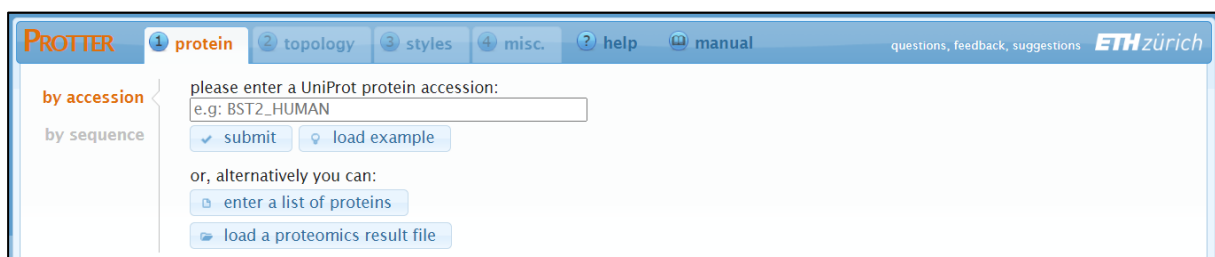 PROTTER 1 protein 2 topology 3 styles 4 misc. ? help manual questions, feedback, suggestions ETH zürich
by accession
by sequence
please enter a UniProt protein accession:
e.g: BST2_HUMAN
submit load example
or, alternatively you can:
enter a list of proteins
load a proteomics result file